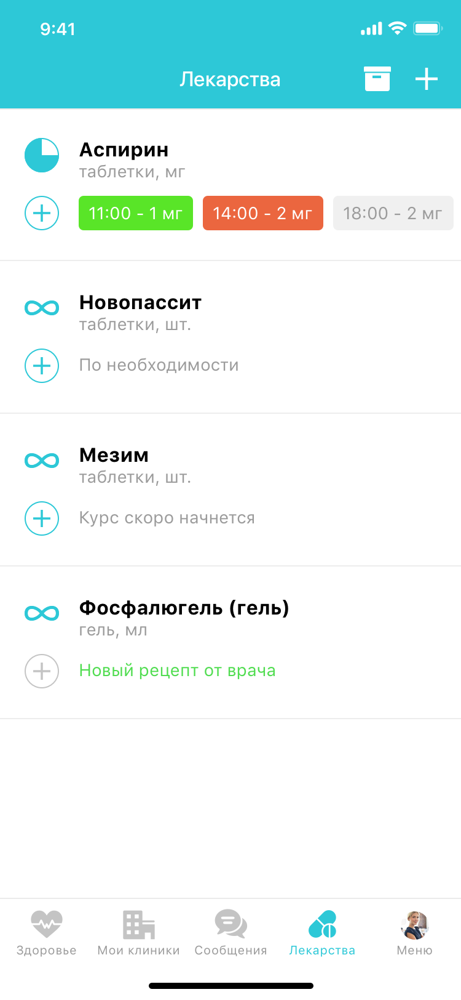 9:41
Лекарства
Аспирин
таблетки, мг
11:00 - 1 мг 14:00 - 2 мг 18:00 - 2 мг
Новопассит
таблетки, шт.
По необходимости
Мезим
таблетки, шт.
Курс скоро начнется
Фосфалюгель (гель)
гель, мл
Новый рецепт от врача
Здоровье Мои клиники Сообщения Лекарства Меню